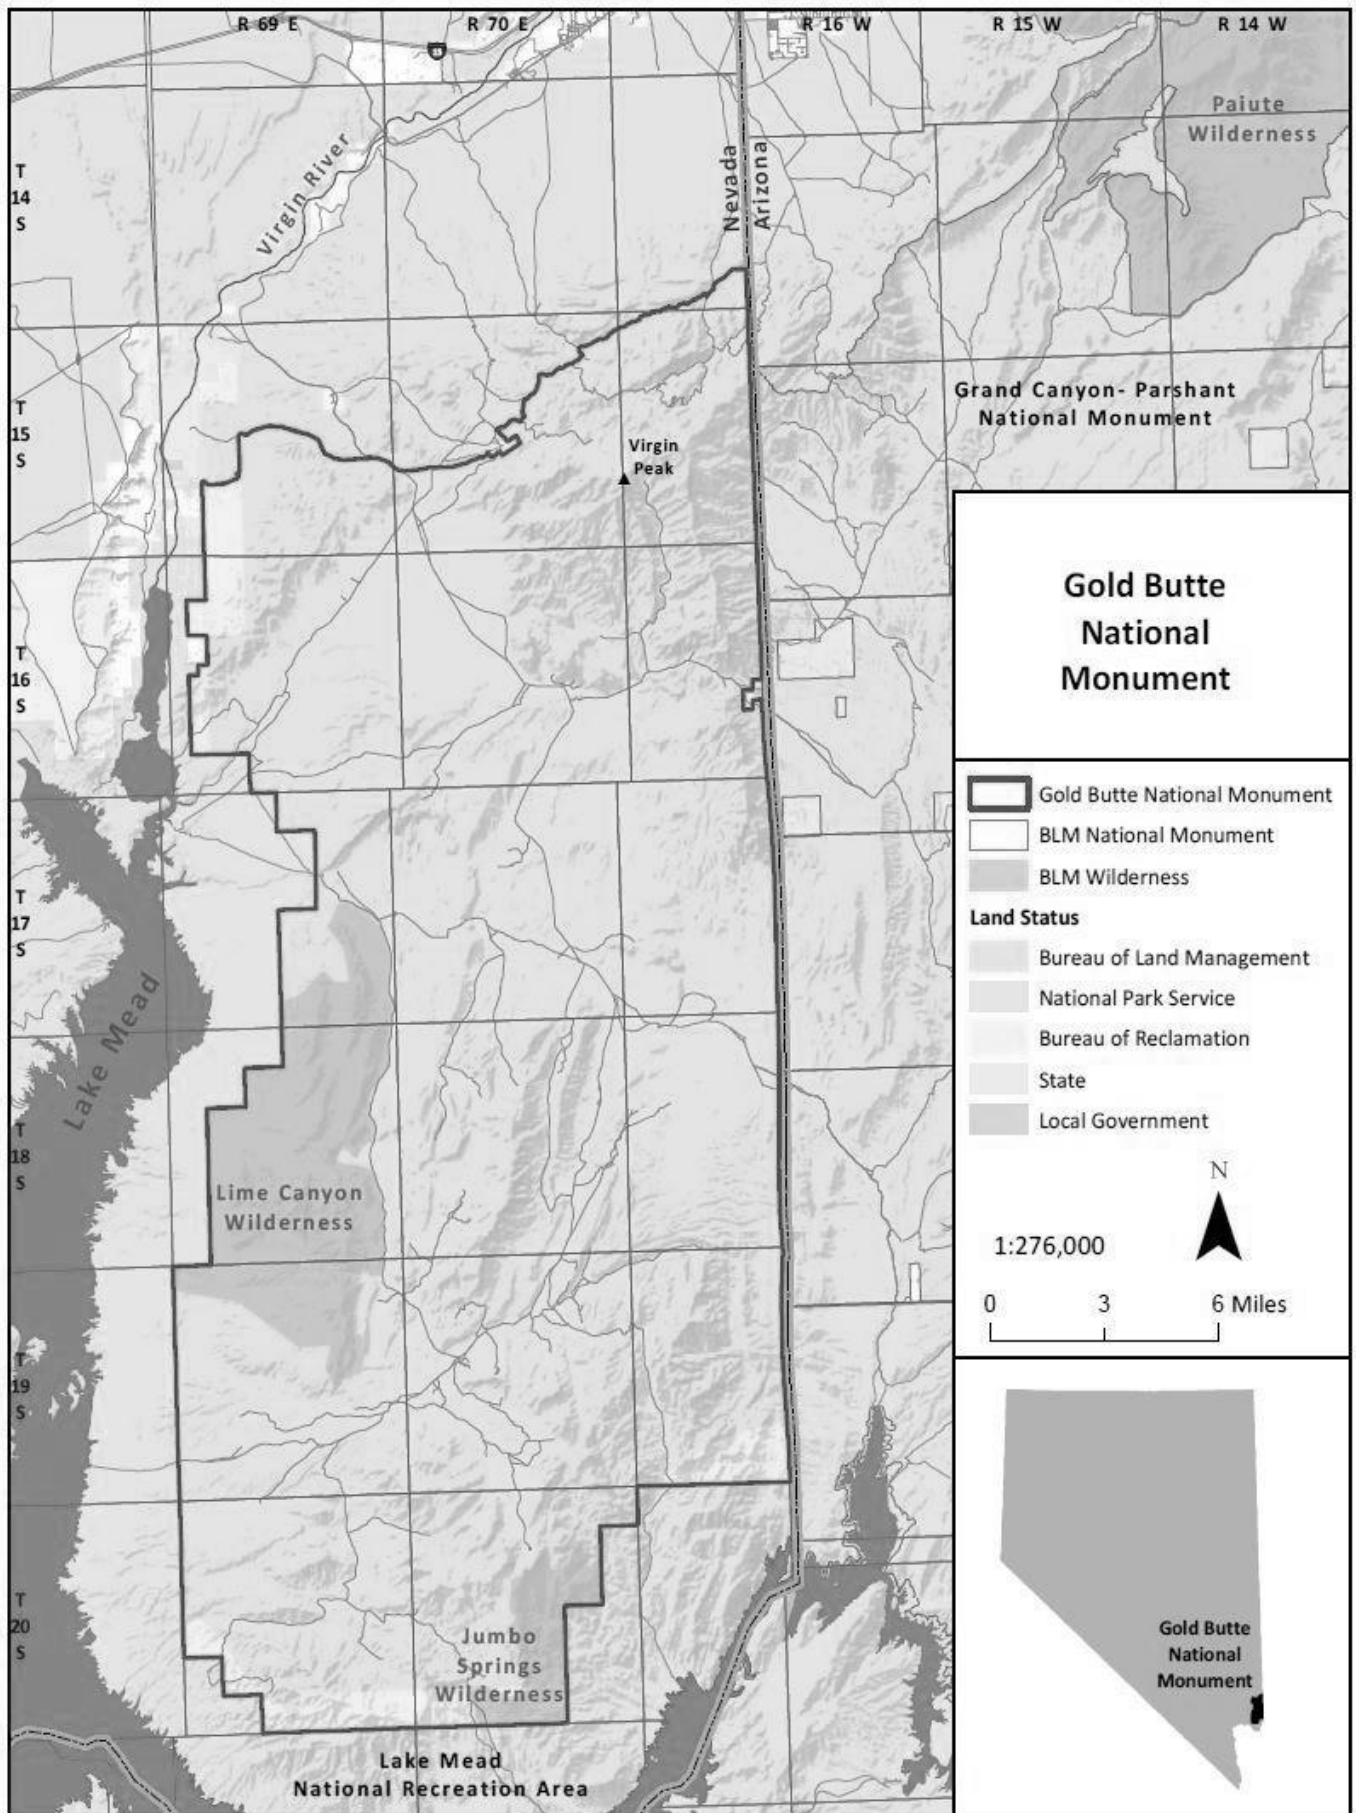 R 69 E
R 70 E
R 16 W
R 15 W
R 14 W
Paiute
Wilderness
T
14
S
Virgin River
Nevada
Arizona
Grand Canyon- Parshant
National Monument
T
15
S
Virgin
Peak
Gold Butte
National
Monument
T
16
S
Gold Butte National Monument
BLM National Monument
BLM Wilderness
Land Status
Bureau of Land Management
National Park Service
Bureau of Reclamation
State
Local Government
T
17
S
Lake Mead
T
18
S
Lime Canyon
Wilderness
N
1:276,000
0 3 6 Miles
T
19
S
T
20
S
Jumbo
Springs
Wilderness
Gold Butte
National
Monument
Lake Mead
National Recreation Area